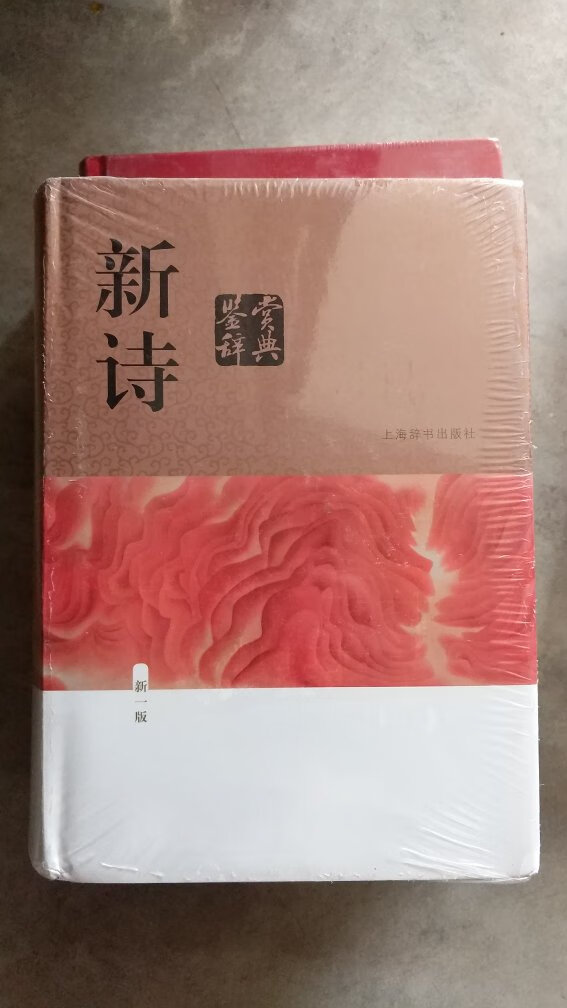 新诗
鉴赏
辞典
上海辞书出版社
新一版